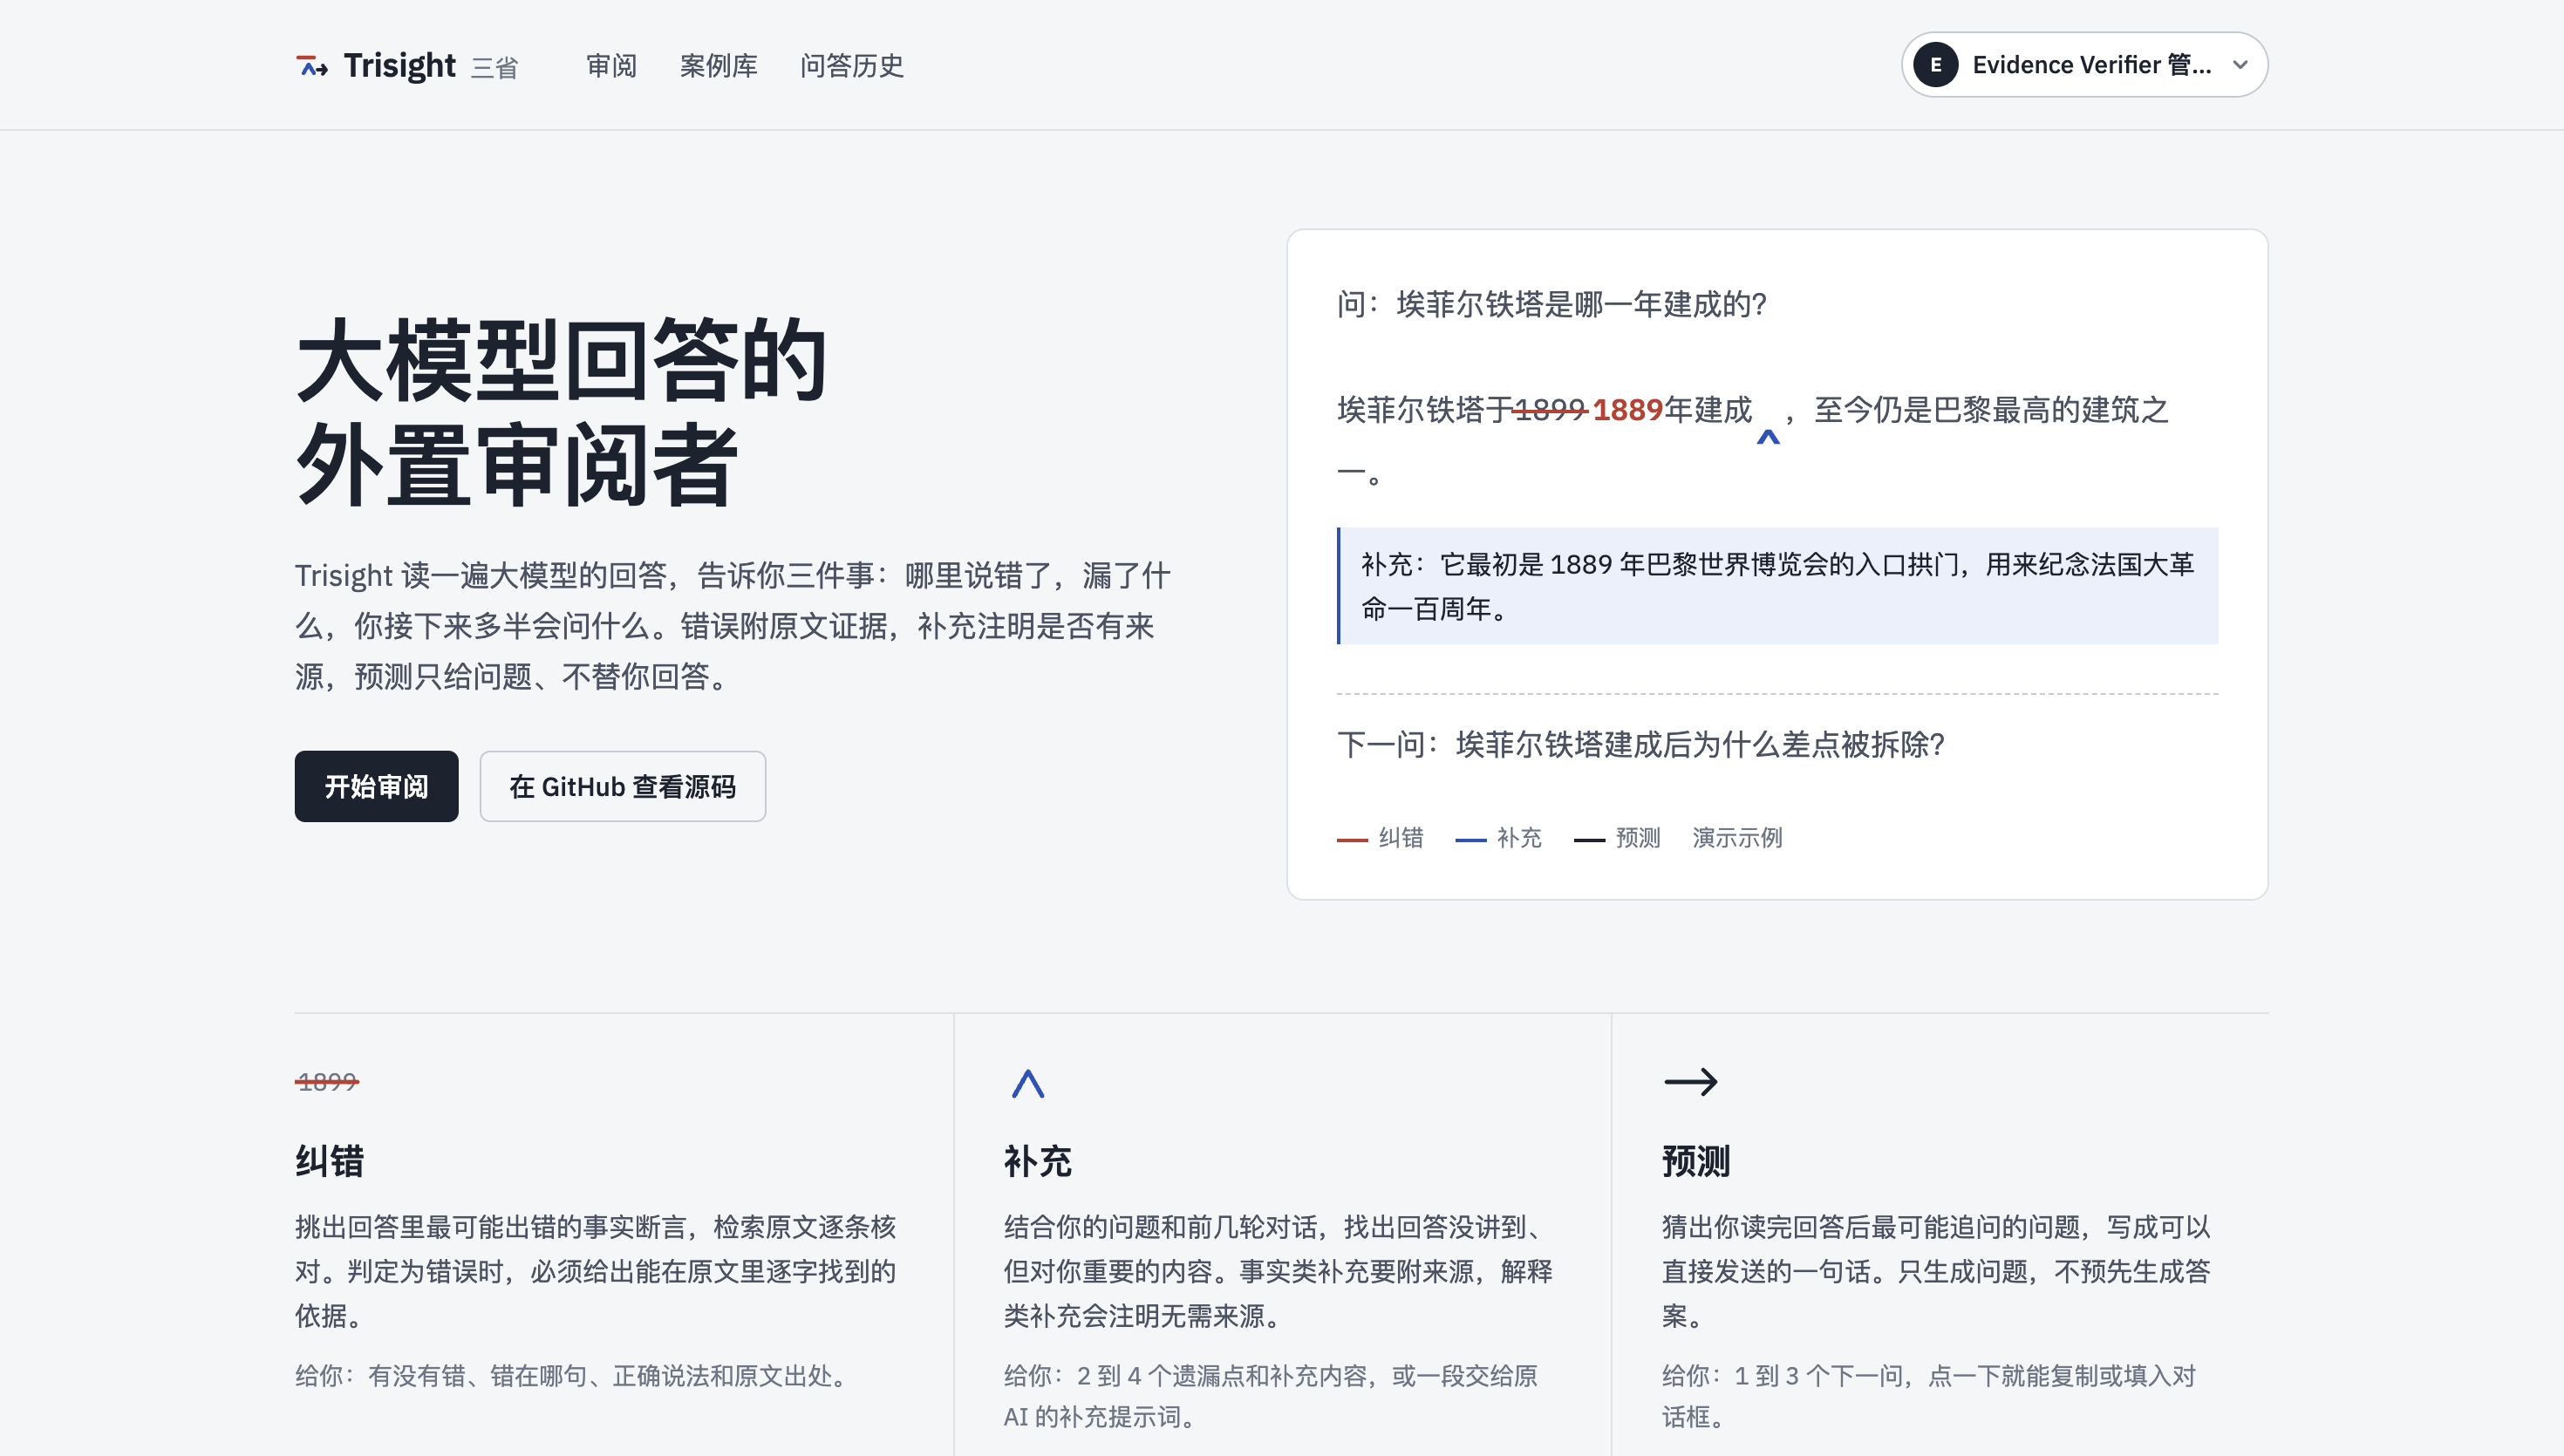 Trisight 三省
审阅 案例库 问答历史
E Evidence Verifier 管...
大模型回答的
外置审阅者
Trisight 读一遍大模型的回答，告诉你三件事：哪里说错了，漏了什
么，你接下来多半会问什么。错误附原文证据，补充注明是否有来
源，预测只给问题、不替你回答。
开始审阅
在 GitHub 查看源码
问：埃菲尔铁塔是哪一年建成的？
埃菲尔铁塔于1899 1889年建成 ，至今仍是巴黎最高的建筑之
一。
补充：它最初是 1889 年巴黎世界博览会的入口拱门，用来纪念法国大革
命一百周年。
下一问：埃菲尔铁塔建成后为什么差点被拆除？
纠错 补充 预测 演示示例
1899
纠错
挑出回答里最可能出错的事实断言，检索原文逐条核
对。判定为错误时，必须给出能在原文里逐字找到的
依据。
给你：有没有错、错在哪句、正确说法和原文出处。
补充
结合你的问题和前几轮对话，找出回答没讲到、
但对你重要的内容。事实类补充要附来源，解释
类补充会注明无需来源。
给你：2 到 4 个遗漏点和补充内容，或一段交给原
AI 的补充提示词。
预测
猜出你读完回答后最可能追问的问题，写成可以
直接发送的一句话。只生成问题，不预先生成答
案。
给你：1 到 3 个下一问，点一下就能复制或填入对
话框。